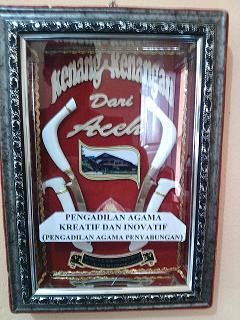 Kenang-Kenangan
Dari
Aceh
PENGADILAN AGAMA
KREATIF DAN INOVATIF
(PENGADILAN AGAMA PENYABUNGAN)